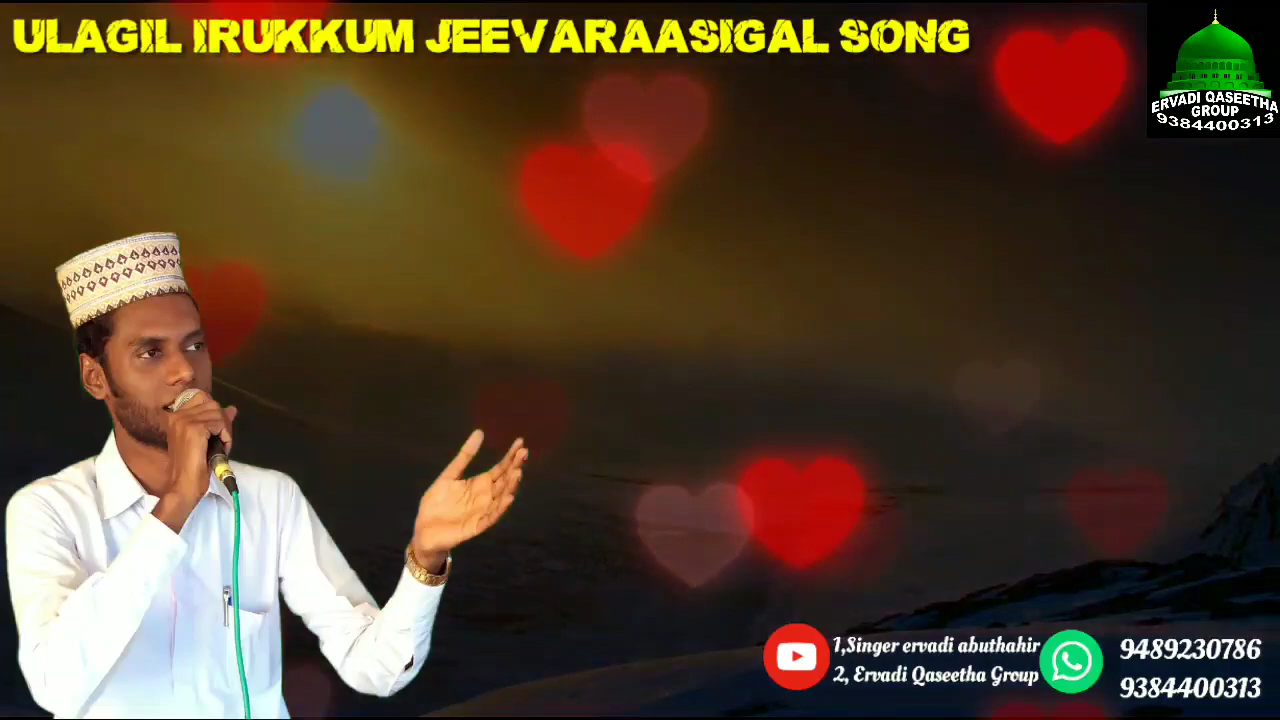 ULAGIL IRUKKUM JEEVARAASIGAL SONG
ERVADI QASEETHA
GROUP
9384400313
1,Singer ervadi abuthahir
2, Ervadi Qaseetha Group
9489230786
9384400313